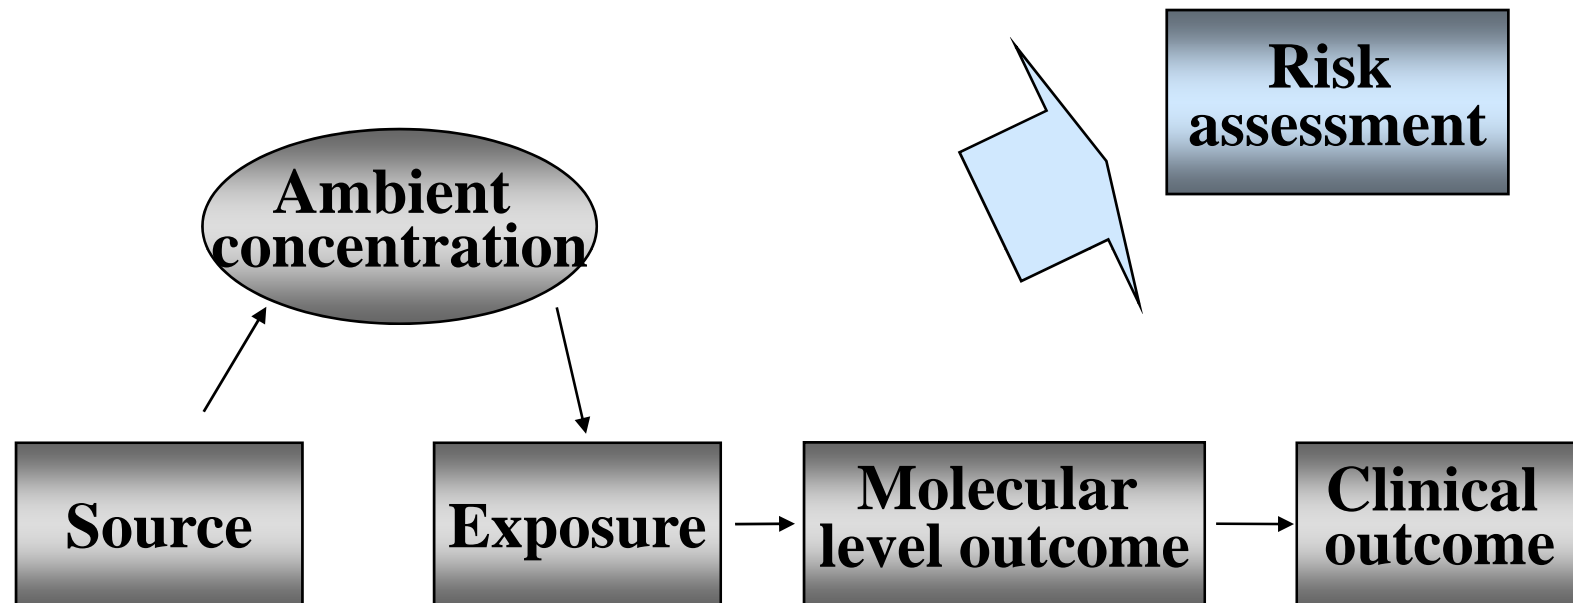 Risk
assessment
Ambient
concentration
Source
Exposure
Molecular
level outcome
Clinical
outcome